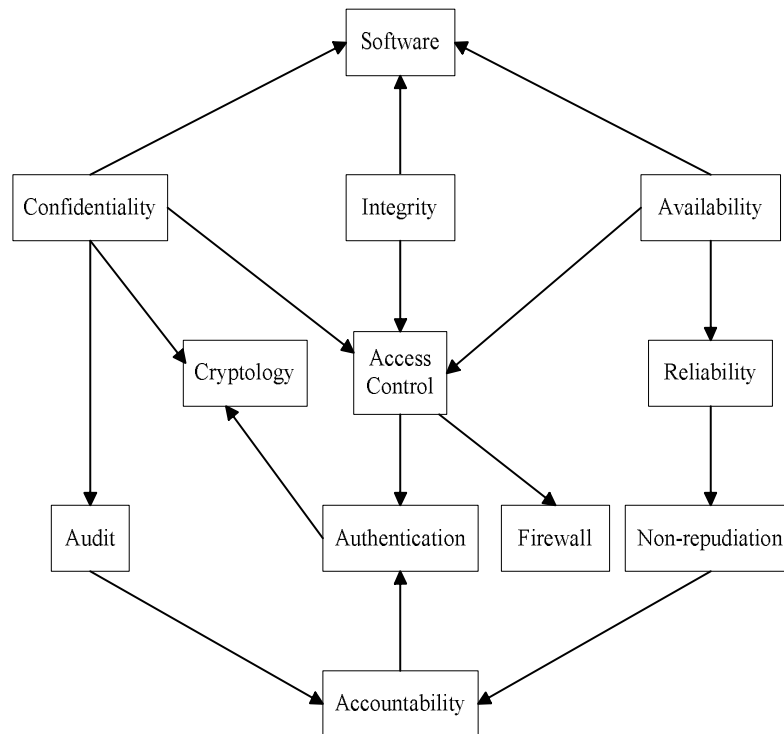 Software
Confidentiality
Integrity
Availability
Cryptology
Access
Control
Reliability
Audit
Authentication
Firewall
Non-repudiation
Accountability